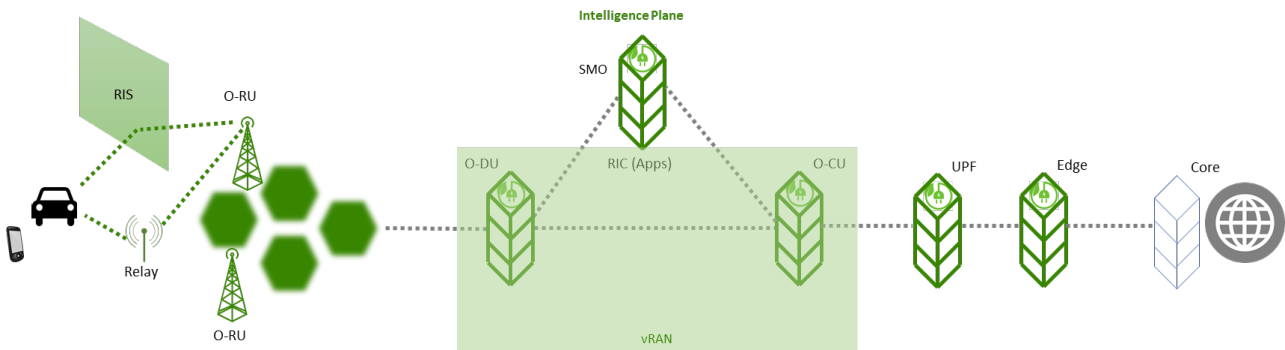 Intelligence Plane
SMO
RIS
O-RU
O-DU
RIC (Apps)
O-CU
UPF
Edge
Core
Relay
O-RU
vRAN